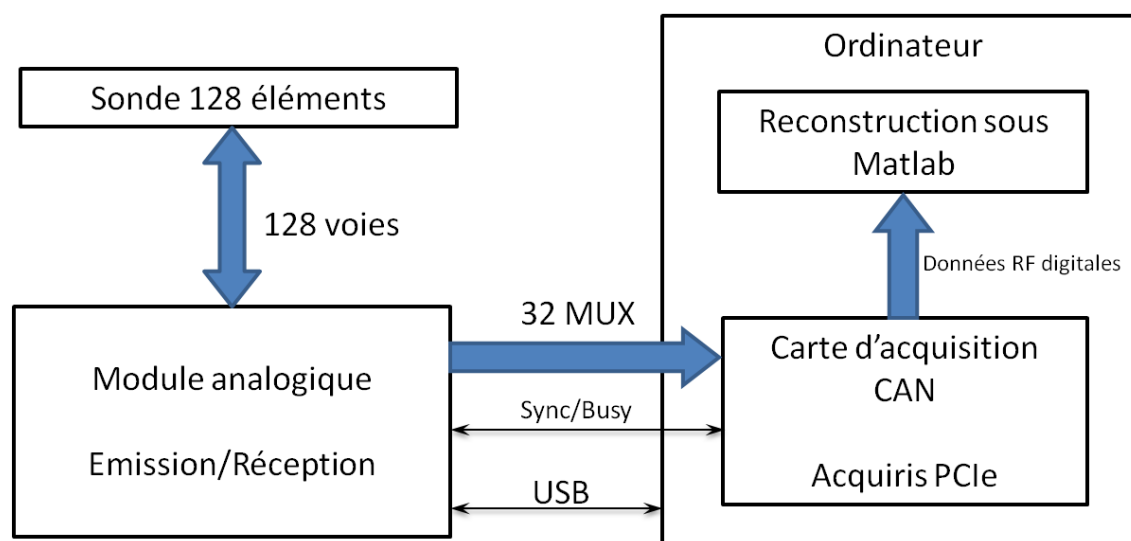 Ordinateur
Sonde 128 éléments
Reconstruction sous
Matlab
128 voies
Données RF digitales
32 MUX
Module analogique
Emission/Réception
Carte d'acquisition
CAN
Acquiris PCIe
Sync/Busy
USB